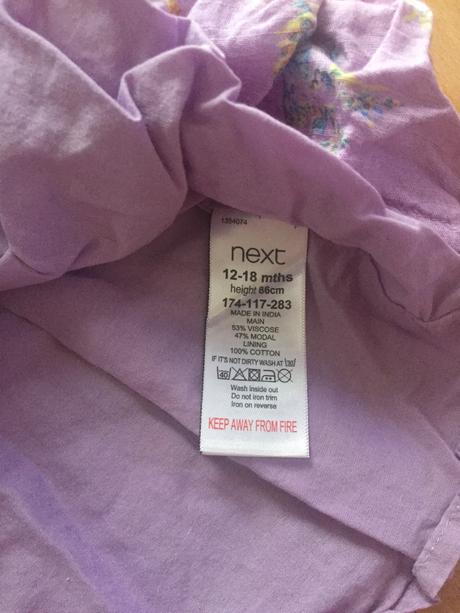 1354074
next
12-18 mths
height 86cm
174-117-283
MADE IN INDIA
MAIN
53% VISCOSE
47% MODAL
LINING
100% COTTON
IF IT'S NOT DIRTY WASH AT 30
40
Wash inside out
Do not iron trim
Iron on reverse
KEEP AWAY FROM FIRE